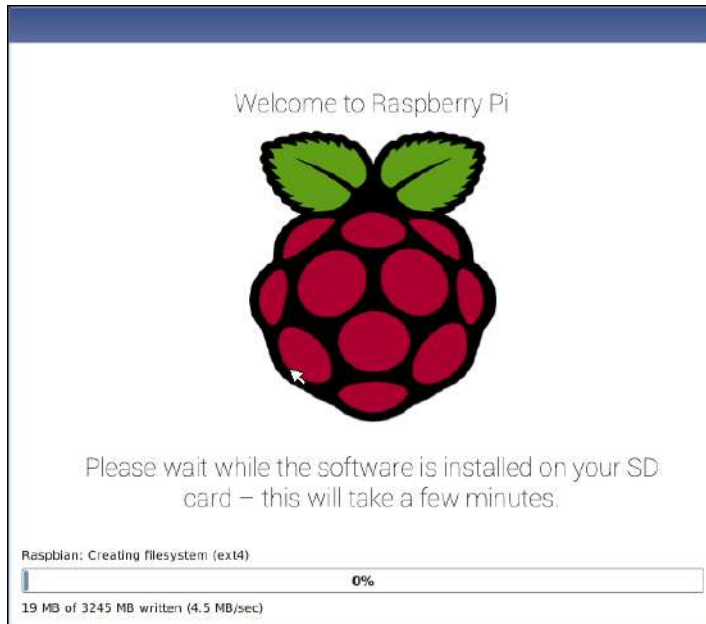 Welcome to Raspberry Pi
Please wait while the software is installed on your SD
card – this will take a few minutes.
Raspbian: Creating filesystem (ext4)
0%
19 MB of 3245 MB written (4.5 MB/sec)